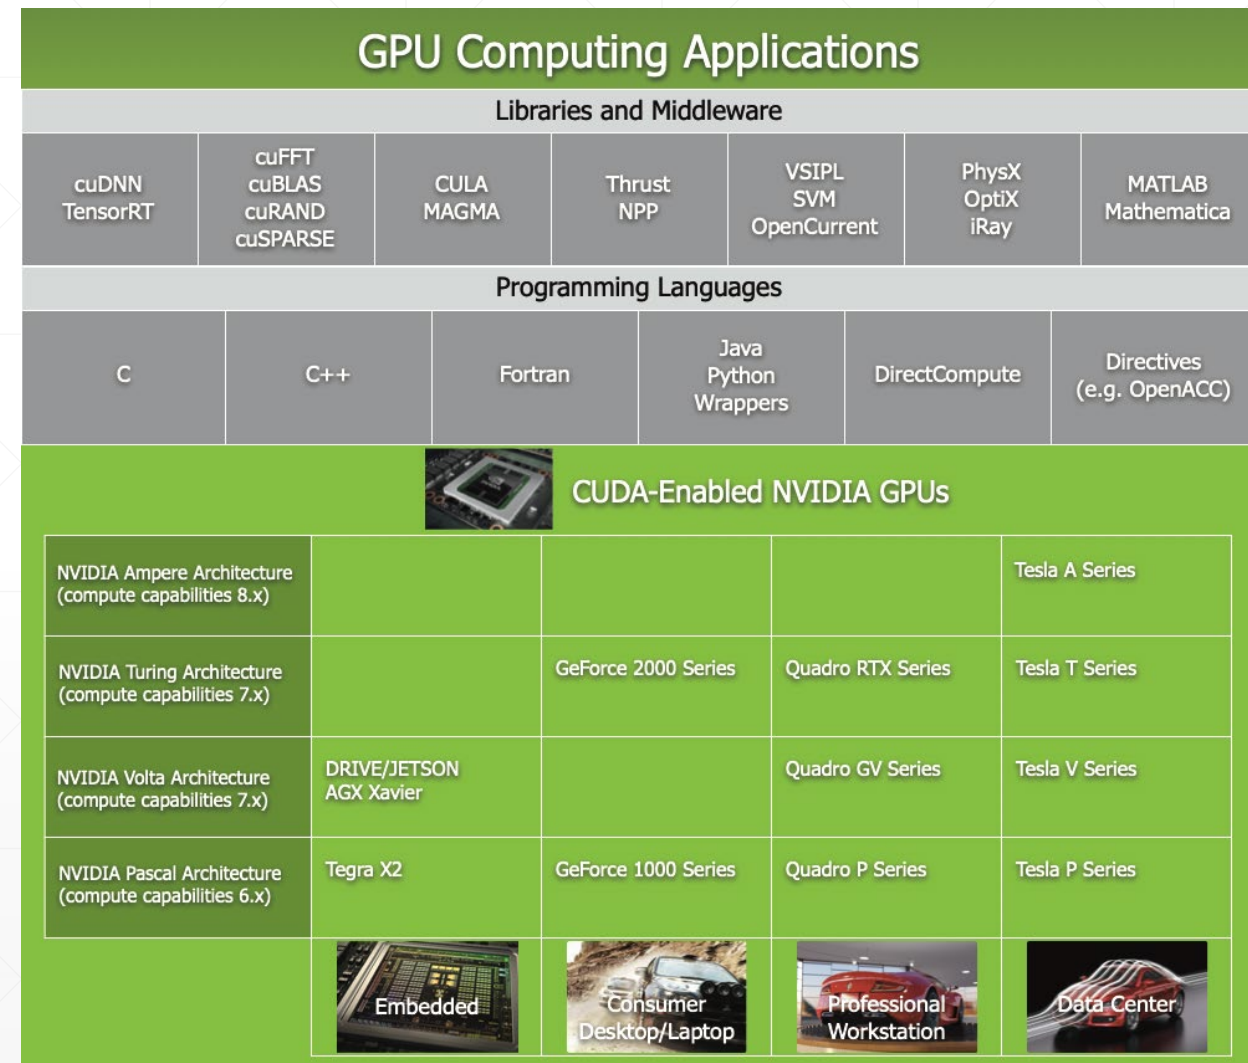 GPU Computing Applications
Libraries and Middleware
cuDNN
TensorRT
cuFFT
cuBLAS
cuRAND
cuSPARSE
CULA
MAGMA
Thrust
NPP
VSIPL
SVM
OpenCurrent
PhysX
OptiX
iRay
MATLAB
Mathematica
Programming Languages
C
C++
Fortran
Java
Python
Wrappers
DirectCompute
Directives
(e.g. OpenACC)
CUDA-Enabled NVIDIA GPUs
NVIDIA Ampere Architecture
(compute capabilities 8.x)
Tesla A Series
NVIDIA Turing Architecture
(compute capabilities 7.x)
GeForce 2000 Series
Quadro RTX Series
Tesla T Series
NVIDIA Volta Architecture
(compute capabilities 7.x)
DRIVE/JETSON
AGX Xavier
Quadro GV Series
Tesla V Series
NVIDIA Pascal Architecture
(compute capabilities 6.x)
Tegra X2
GeForce 1000 Series
Quadro P Series
Tesla P Series
Embedded
Consumer
Desktop/Laptop
Professional
Workstation
Data Center